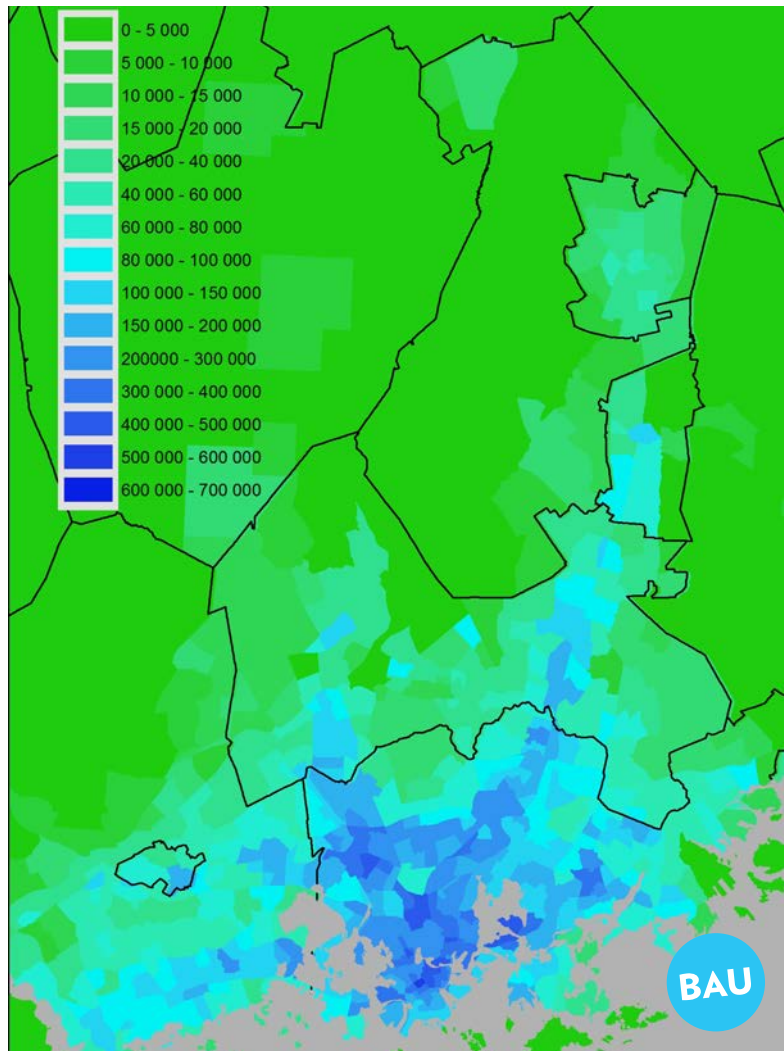 0 - 5 000
5 000 - 10 000
10 000 - 15 000
15 000 - 20 000
20 000 - 40 000
40 000 - 60 000
60 000 - 80 000
80 000 - 100 000
100 000 - 150 000
150 000 - 200 000
200000 - 300 000
300 000 - 400 000
400 000 - 500 000
500 000 - 600 000
600 000 - 700 000
BAU